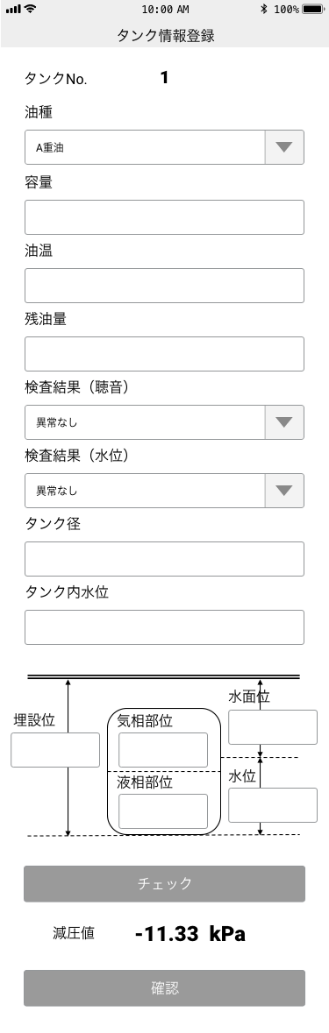 10:00 AM 100%
タンク情報登録
タンクNo. 1
油種
A重油
容量
油温
残油量
検査結果（聴音）
異常なし
検査結果（水位）
異常なし
タンク径
タンク内水位
水面位
埋設位 気相部位
液相部位 水位
チェック
減圧値 -11.33 kPa
確認